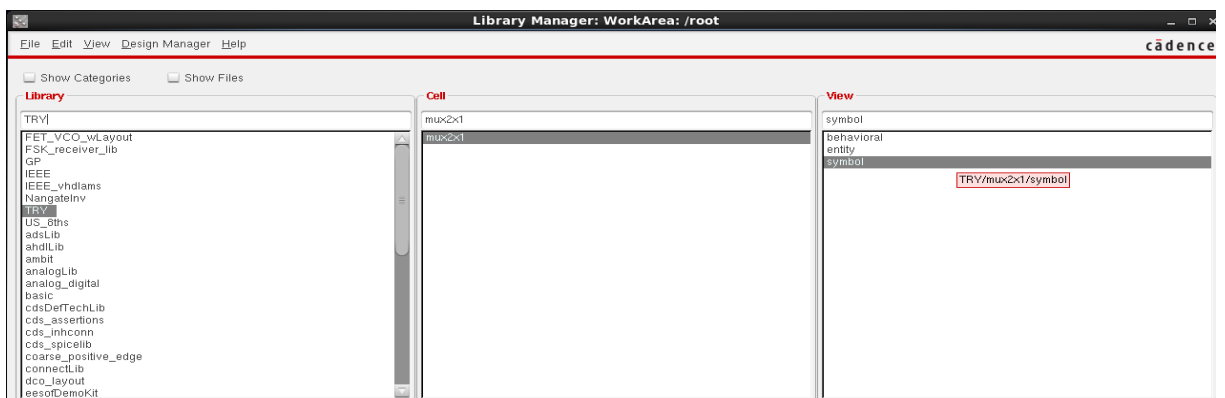 Library Manager: WorkArea: /root
File Edit View Design Manager Help
cādence
Show Categories Show Files
Library
TRY
FET_VCO_wLayout
FSK_receiver_lib
GP
IEEE
IEEE_vhdlams
NangateInv
TRY
US_8ths
adsLib
ahdlLib
ambit
analogLib
analog_digital
basic
cdsDefTechLib
cds_assertions
cds_inhconn
cds_spicelib
coarse_positive_edge
connectLib
dco_layout
eesofDemoKit
Cell
mux2x1
mux2x1
View
symbol
behavioral
entity
symbol
TRY/mux2x1/symbol